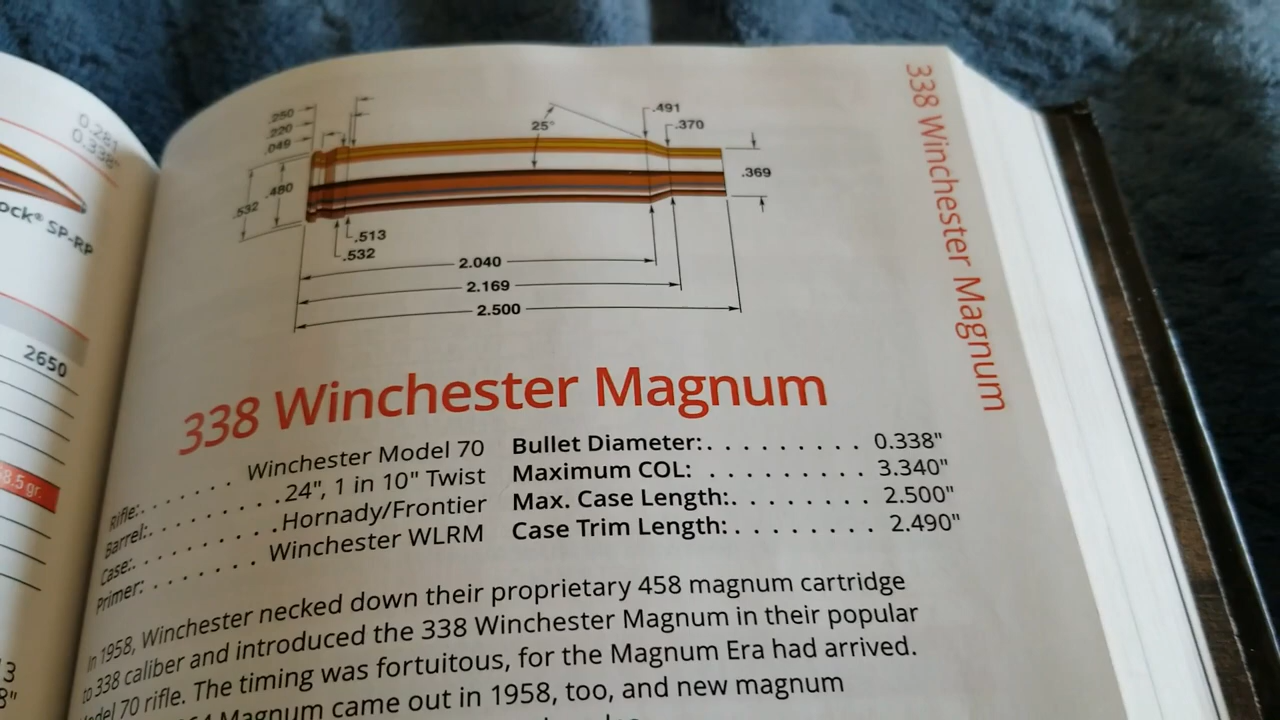 0.281
0.338"
ock® SP-RP
2650
3.5 gr.
3
8"
.250
.220
.049
25°
.491
.370
.369
.480
.532
.513
.532
2.040
2.169
2.500
338 Winchester Magnum
338 Winchester Magnum
Rifle:. . . . . . . Winchester Model 70
Barrel:. . . . . . . . . .24", 1 in 10" Twist
Case:. . . . . . . . . . .Hornady/Frontier
Primer: . . . . . . . Winchester WLRM
Bullet Diameter:. . . . . . . . . . 0.338"
Maximum COL: . . . . . . . . . . 3.340"
Max. Case Length:. . . . . . . . 2.500"
Case Trim Length: . . . . . . . . 2.490"
In 1958, Winchester necked down their proprietary 458 magnum cartridge
to 338 caliber and introduced the 338 Winchester Magnum in their popular
odel 70 rifle. The timing was fortuitous, for the Magnum Era had arrived.
Magnum came out in 1958, too, and new magnum